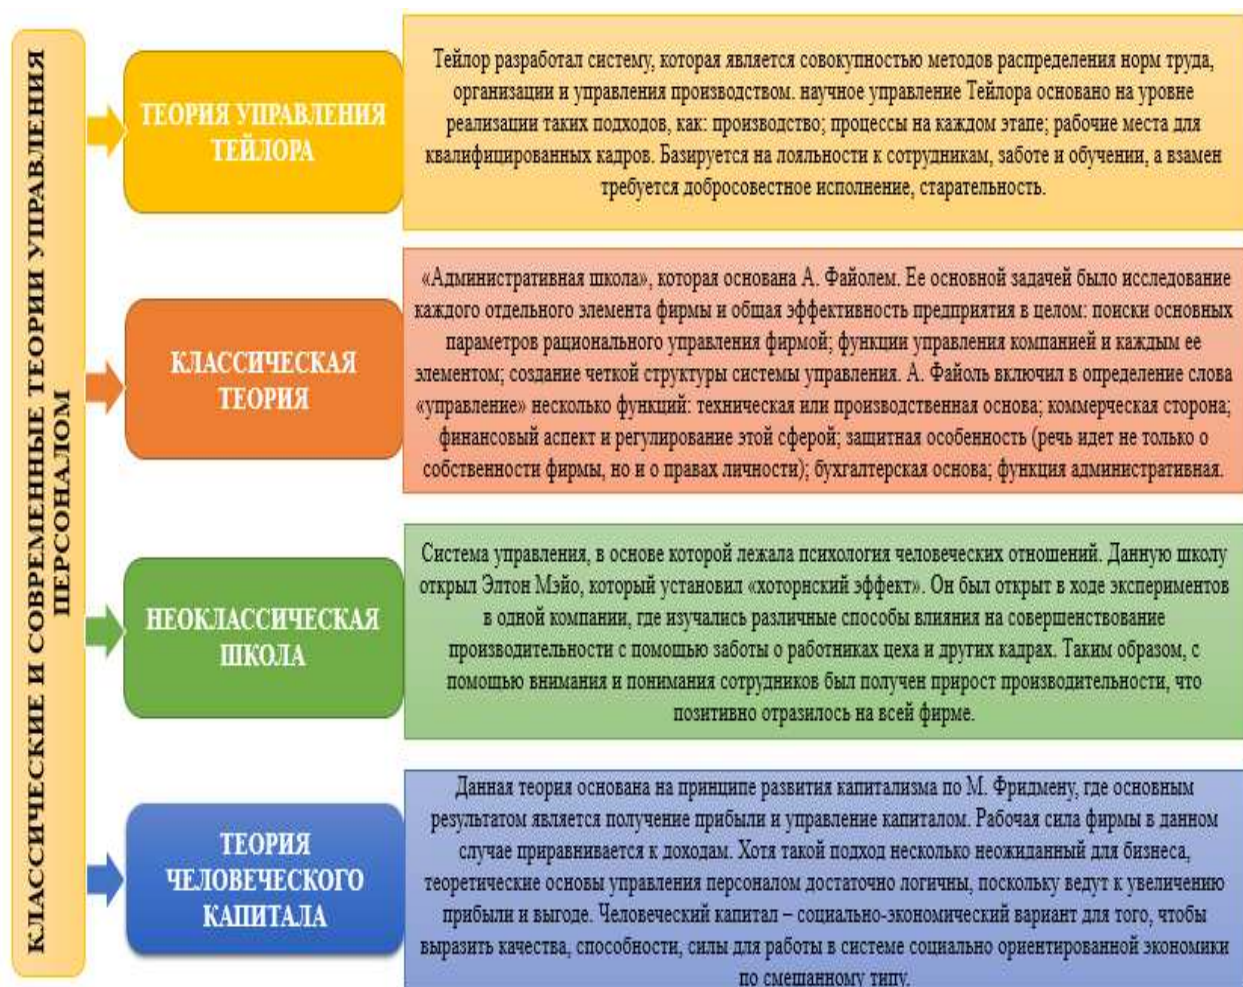 КЛАССИЧЕСКИЕ И СОВРЕМЕННЫЕ ТЕОРИИ УПРАВЛЕНИЯ
ПЕРСОНАЛОМ
ТЕОРИЯ УПРАВЛЕНИЯ
ТЕЙЛОРА
Тейлор разработал систему, которая является совокупностью методов распределения норм труда,
организации и управления производством. научное управление Тейлора основано на уровне
реализации таких подходов, как: производство; процессы на каждом этапе; рабочие места для
квалифицированных кадров. Базируется на лояльности к сотрудникам, заботе и обучении, а взамен
требуется добросовестное исполнение, старательность.
КЛАССИЧЕСКАЯ
ТЕОРИЯ
«Административная школа», которая основана А. Файолем. Ее основной задачей было исследование
каждого отдельного элемента фирмы и общая эффективность предприятия в целом: поиски основных
параметров рационального управления фирмой; функции управления компанией и каждым ее
элементом; создание четкой структуры системы управления. А. Файоль включил в определение слова
«управление» несколько функций: техническая или производственная основа; коммерческая сторона;
финансовый аспект и регулирование этой сферой; защитная особенность (речь идет не только о
собственности фирмы, но и о правах личности); бухгалтерская основа; функция административная.
НЕОКЛАССИЧЕСКАЯ
ШКОЛА
Система управления, в основе которой лежала психология человеческих отношений. Данную школу
открыл Элтон Мэйо, который установил «хоторнский эффект». Он был открыт в ходе экспериментов
в одной компании, где изучались различные способы влияния на совершенствование
производительности с помощью заботы о работниках цеха и других кадрах. Таким образом, с
помощью внимания и понимания сотрудников был получен прирост производительности, что
позитивно отразилось на всей фирме.
ТЕОРИЯ
ЧЕЛОВЕЧЕСКОГО
КАПИТАЛА
Данная теория основана на принципе развития капитализма по М. Фридмену, где основным
результатом является получение прибыли и управление капиталом. Рабочая сила фирмы в данном
случае приравнивается к доходам. Хотя такой подход несколько неожиданный для бизнеса,
теоретические основы управления персоналом достаточно логичны, поскольку ведут к увеличению
прибыли и выгоде. Человеческий капитал – социально-экономический вариант для того, чтобы
выразить качества, способности, силы для работы в системе социально ориентированной экономики
по смешанному типу.